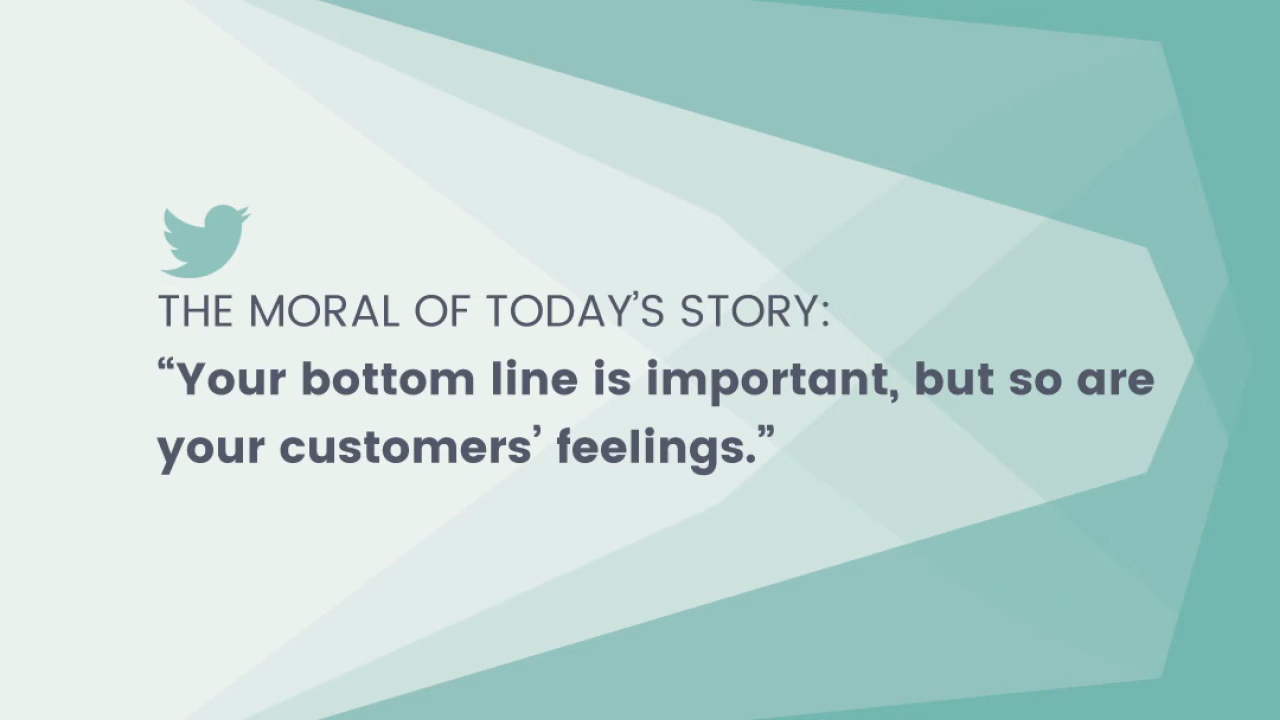 THE MORAL OF TODAY’S STORY:
“Your bottom line is important, but so are
your customers’ feelings.”